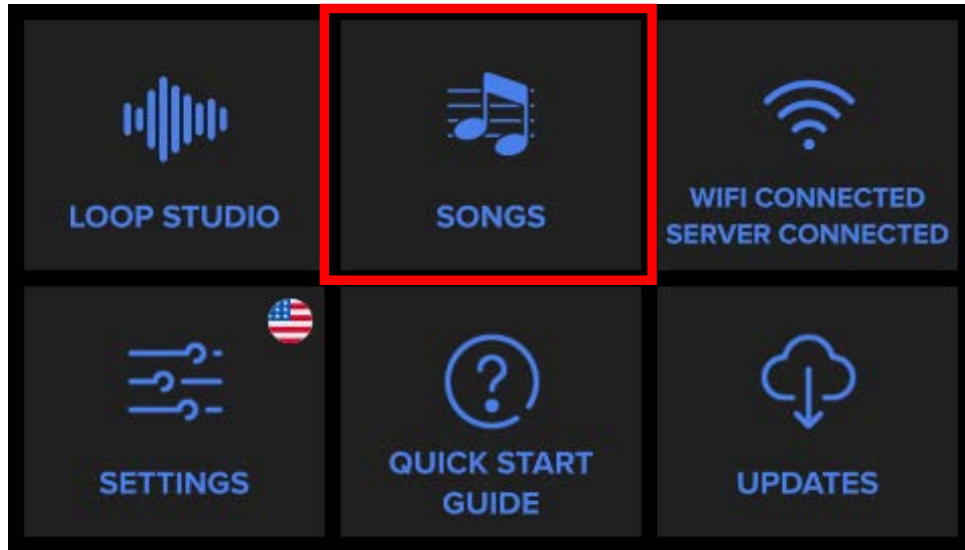 LOOP STUDIO
SONGS
WIFI CONNECTED
SERVER CONNECTED
SETTINGS
QUICK START
GUIDE
UPDATES